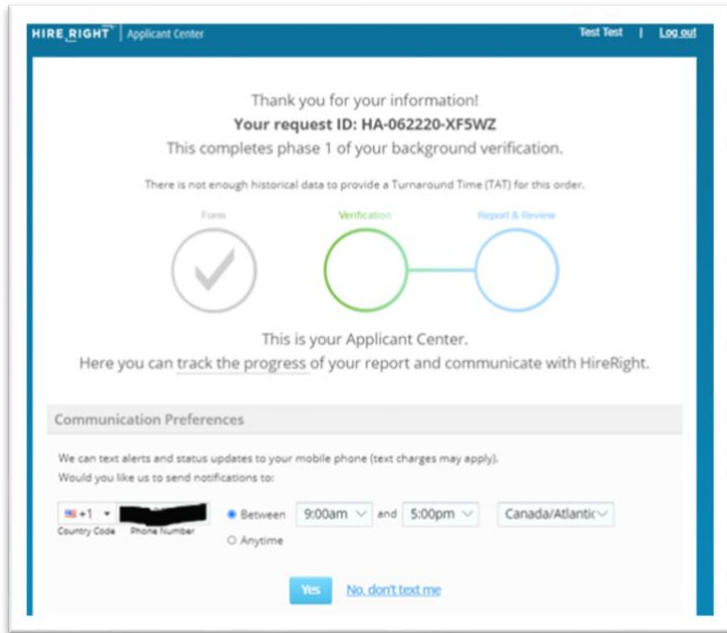 HIRE RIGHT | Applicant Center
Test Test | Log out
Thank you for your information!
Your request ID: HA-062220-XF5WZ
This completes phase 1 of your background verification.
There is not enough historical data to provide a Turnaround Time (TAT) for this order.
Form Verification Report & Review
This is your Applicant Center.
Here you can track the progress of your report and communicate with HireRight.
Communication Preferences
We can text alerts and status updates to your mobile phone (text charges may apply).
Would you like us to send notifications to:
+1 Between 9:00am and 5:00pm Canada/Atlantic
Country Code Phone Number
Anytime
Yes No, don't text me